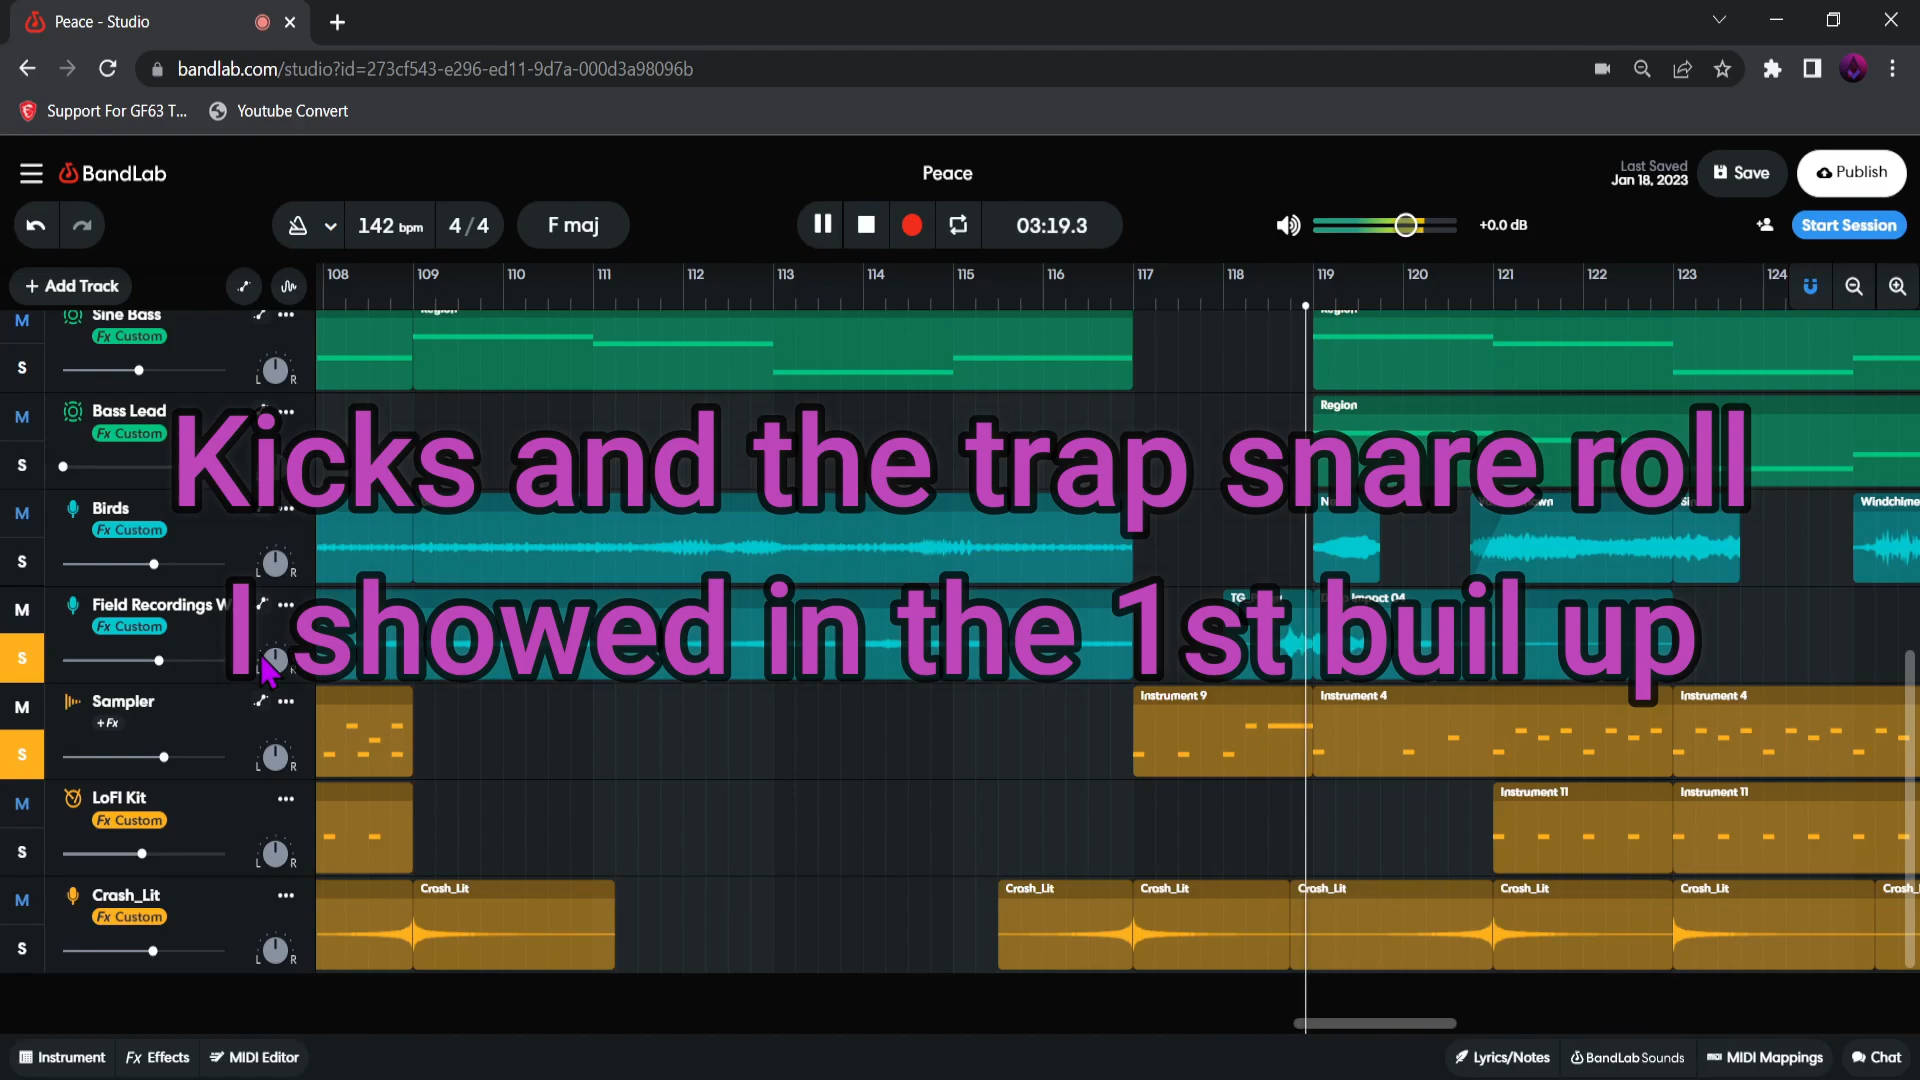 Peace - Studio
bandlab.com/studio?id=273cf543-e296-ed11-9d7a-000d3a98096b
Support For GF63 T...
Youtube Convert
BandLab
Peace
Last Saved
Jan 18, 2023
Save
Publish
142 bpm
4/4
F maj
03:19.3
+0.0 dB
Start Session
+ Add Track
108 109 110 111 112 113 114 115 116 117 118 119 120 121 122 123 124
M Sine Bass
Fx Custom
S
L R
Region
Region
M Bass Lead
Fx Custom
S
Region
Kicks and the trap snare roll
M Birds
Fx Custom
S
L R
Windchime
M Field Recordings W
Fx Custom
S
Impact 04
I showed in the 1st buil up
M Sampler
+Fx
S
L R
Instrument 9
Instrument 4
Instrument 4
M LoFI Kit
Fx Custom
S
L R
Instrument 11
Instrument 11
M Crash_Lit
Fx Custom
S
L R
Crash_Lit
Crash_Lit
Crash_Lit
Crash_Lit
Crash_Lit
Crash_Lit
Crash_
Instrument
Fx Effects
MIDI Editor
Lyrics/Notes
BandLab Sounds
MIDI Mappings
Chat